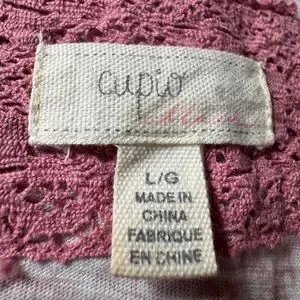 cupio
L/G
MADE IN
CHINA
FABRIQUE
EN CHINE